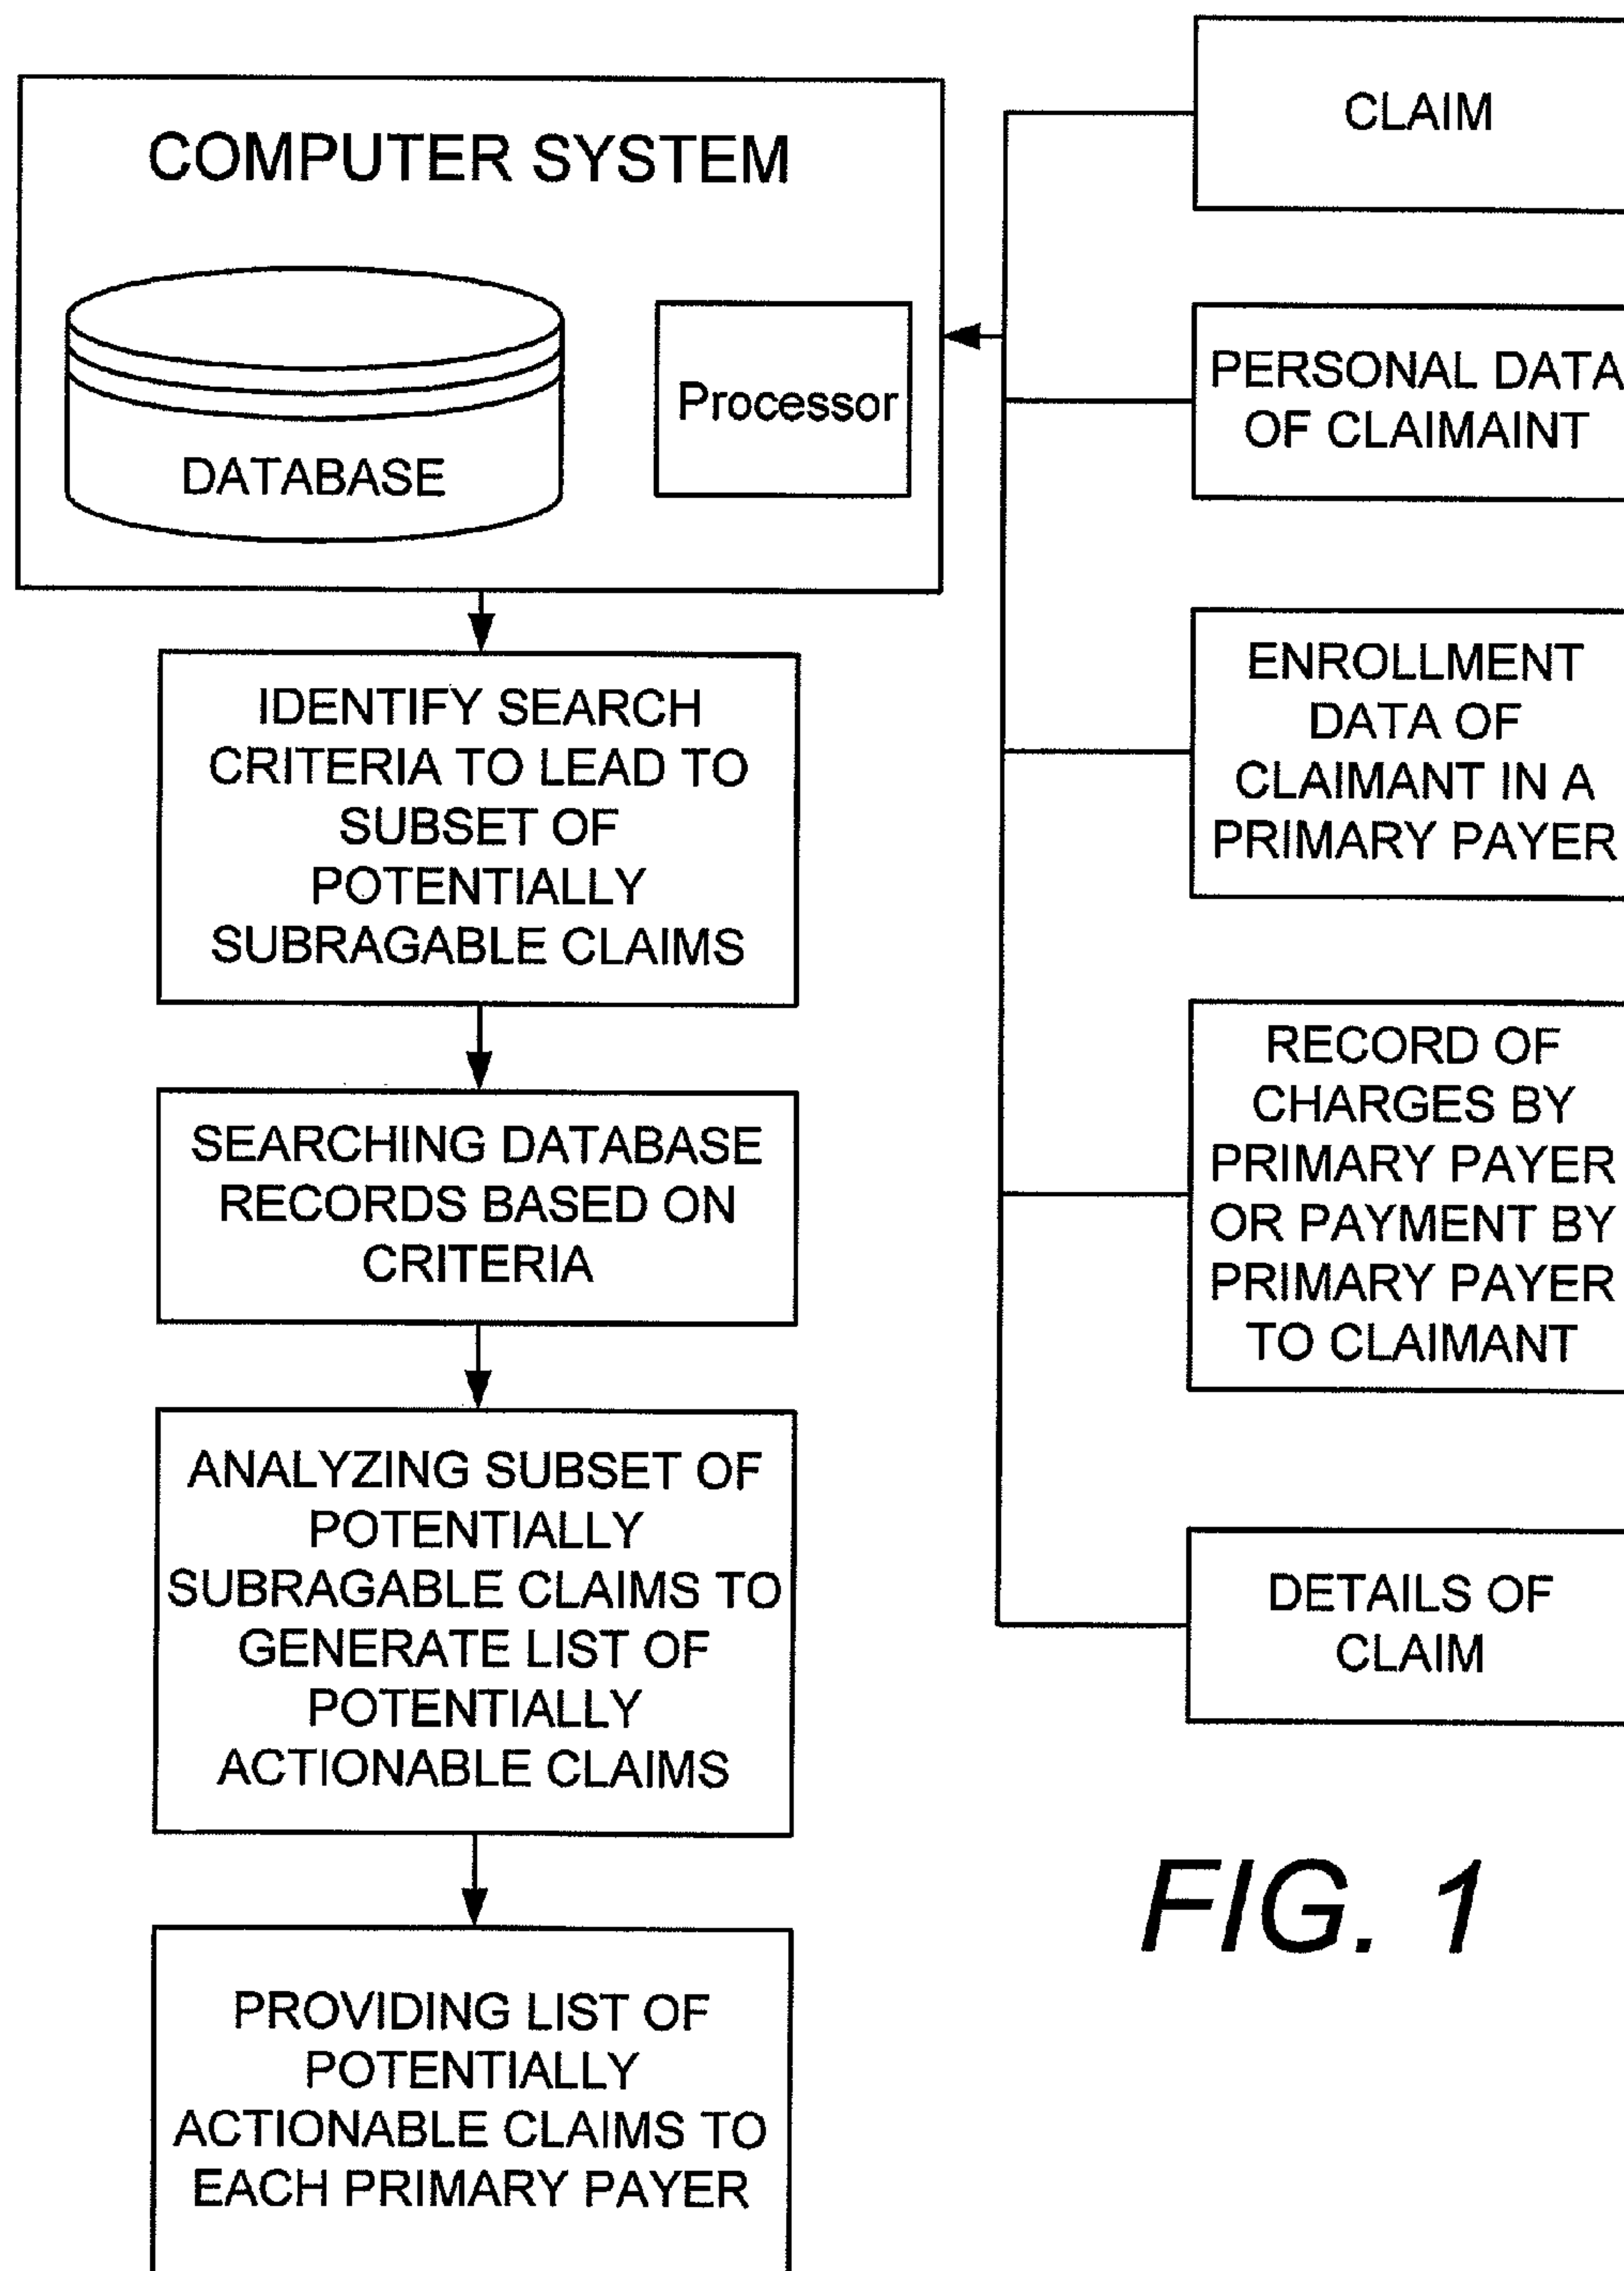 COMPUTER SYSTEM
DATABASE
Processor
IDENTIFY SEARCH
CRITERIA TO LEAD TO
SUBSET OF
POTENTIALLY
SUBRAGABLE CLAIMS
SEARCHING DATABASE
RECORDS BASED ON
CRITERIA
ANALYZING SUBSET OF
POTENTIALLY
SUBRAGABLE CLAIMS TO
GENERATE LIST OF
POTENTIALLY
ACTIONABLE CLAIMS
PROVIDING LIST OF
POTENTIALLY
ACTIONABLE CLAIMS TO
EACH PRIMARY PAYER
CLAIM
PERSONAL DATA
OF CLAIMAINT
ENROLLMENT
DATA OF
CLAIMANT IN A
PRIMARY PAYER
RECORD OF
CHARGES BY
PRIMARY PAYER
OR PAYMENT BY
PRIMARY PAYER
TO CLAIMANT
DETAILS OF
CLAIM
FIG. 1